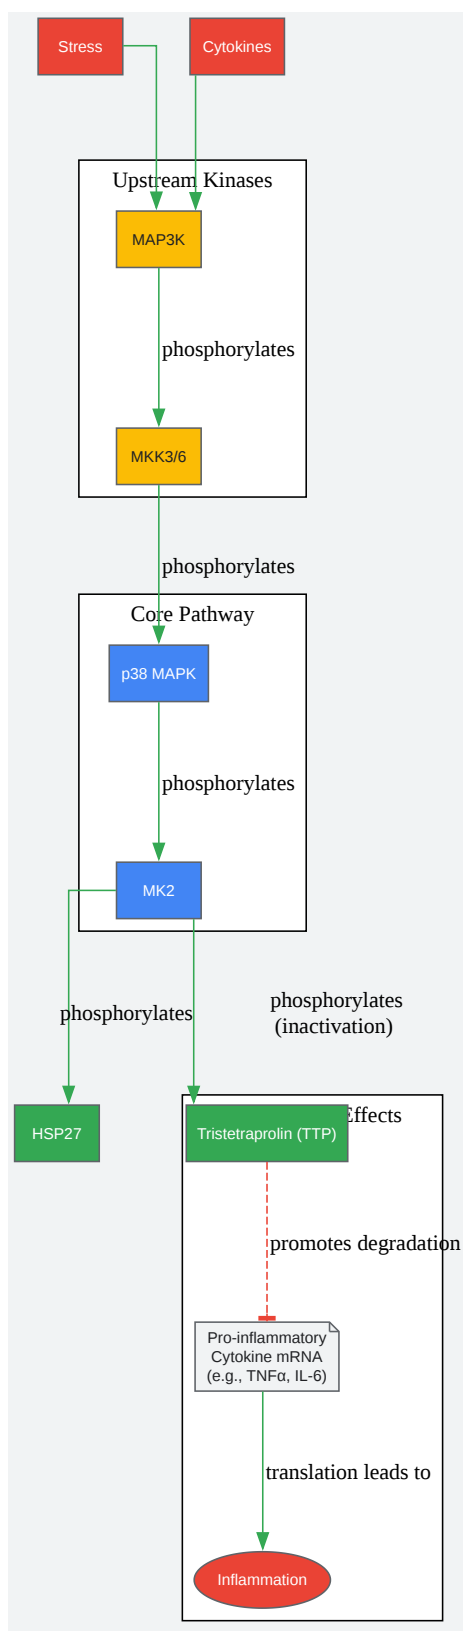 Stress
Cytokines
Upstream Kinases
MAP3K
phosphorylates
MKK3/6
phosphorylates
Core Pathway
p38 MAPK
phosphorylates
MK2
phosphorylates
phosphorylates
(inactivation)
Effects
HSP27
Tristetraprolin (TTP)
promotes degradation
Pro-inflammatory
Cytokine mRNA
(e.g., TNFα, IL-6)
translation leads to
Inflammation